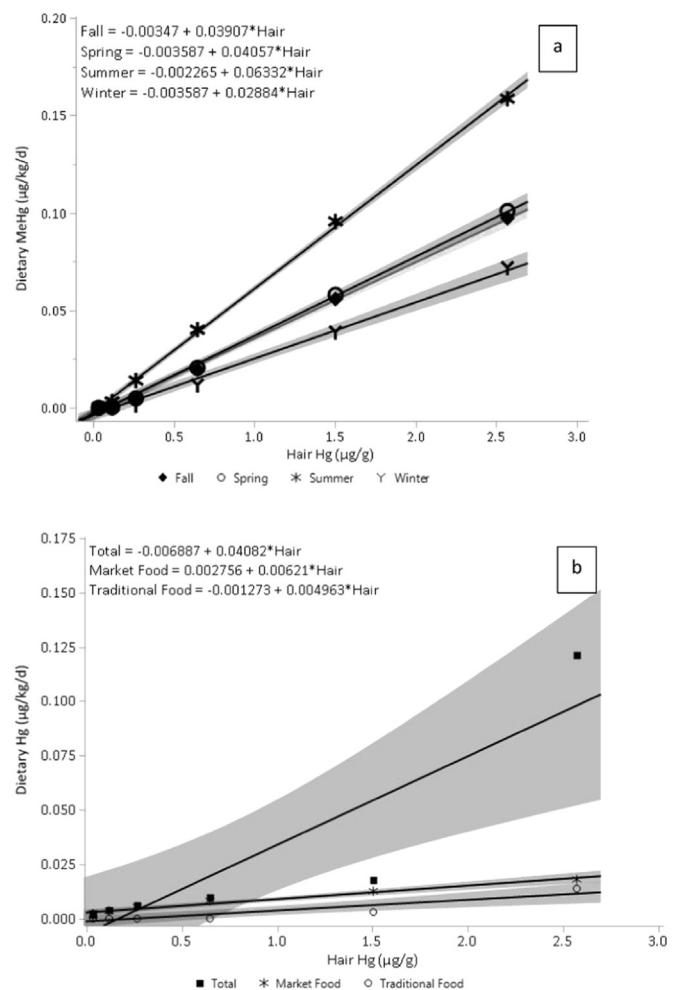 Fall = -0.00347 + 0.03907*Hair
Spring = -0.003587 + 0.04057*Hair
Summer = -0.002265 + 0.06332*Hair
Winter = -0.003587 + 0.02884*Hair
a
0.20
0.15
0.10
0.05
0.00
Dietary MeHg (µg/kg/d)
0.0 0.5 1.0 1.5 2.0 2.5 3.0
Hair Hg (µg/g)
Fall Spring Summer Winter
Total = -0.006887 + 0.04082*Hair
Market Food = 0.002756 + 0.00621*Hair
Traditional Food = -0.001273 + 0.004963*Hair
b
0.175
0.150
0.125
0.100
0.075
0.050
0.025
0.000
Dietary Hg (µg/kg/d)
0.0 0.5 1.0 1.5 2.0 2.5 3.0
Hair Hg (µg/g)
Total Market Food Traditional Food